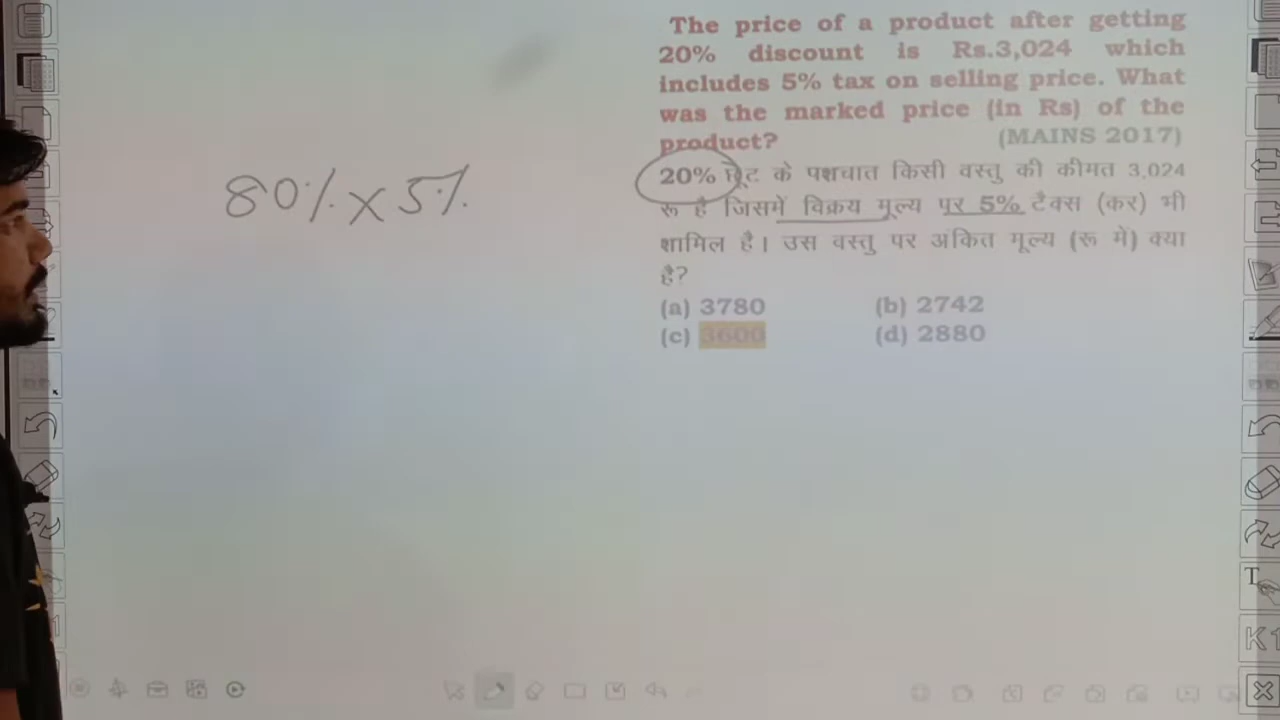 The price of a product after getting
20% discount is Rs.3,024 which
includes 5% tax on selling price. What
was the marked price (in Rs) of the
product? (MAINS 2017)
20% छूट के पश्चात किसी वस्तु की कीमत 3,024
रू है जिसमें विक्रय मूल्य पर 5% टैक्स (कर) भी
शामिल है। उस वस्तु पर अंकित मूल्य (रू में) क्या
है?
(a) 3780 (b) 2742
(c) 3600 (d) 2880
80% × 5%
T
K1